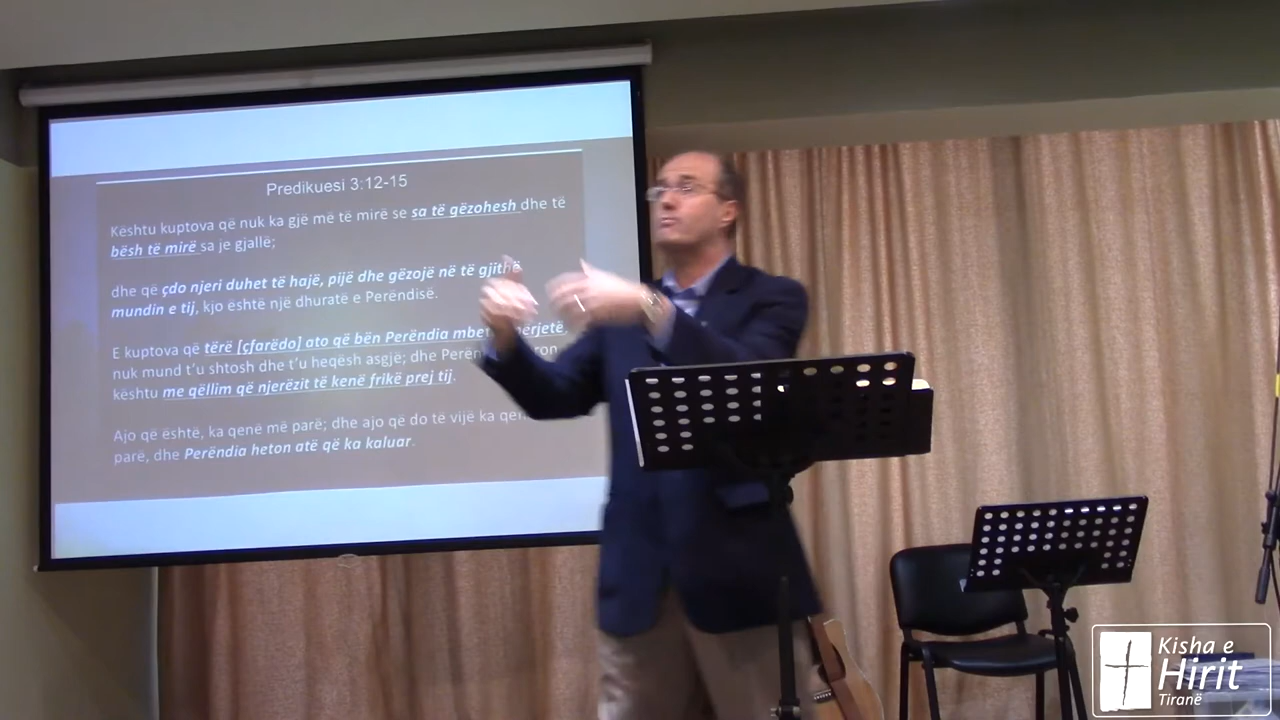 Predikuesi 3:12-15
Kështu kuptova që nuk ka gjë më të mirë se sa të gëzohesh dhe të
bësh të mirë sa je gjallë;
dhe që çdo njeri duhet të hajë, pijë dhe gëzojë në të gjithë
mundin e tij, kjo është një dhuratë e Perëndisë.
E kuptova që tërë [çfarëdo] ato që bën Perëndia
nuk mund t'u shtosh dhe t'u heqësh asgjë; dhe
kështu me qëllim që njerëzit të kenë frikë prej tij.
Ajo që është, ka qenë më parë; dhe ajo që do të vijë ka
parë, dhe Perëndia heton atë që ka kaluar.
Kisha e
Hirit
Tiranë